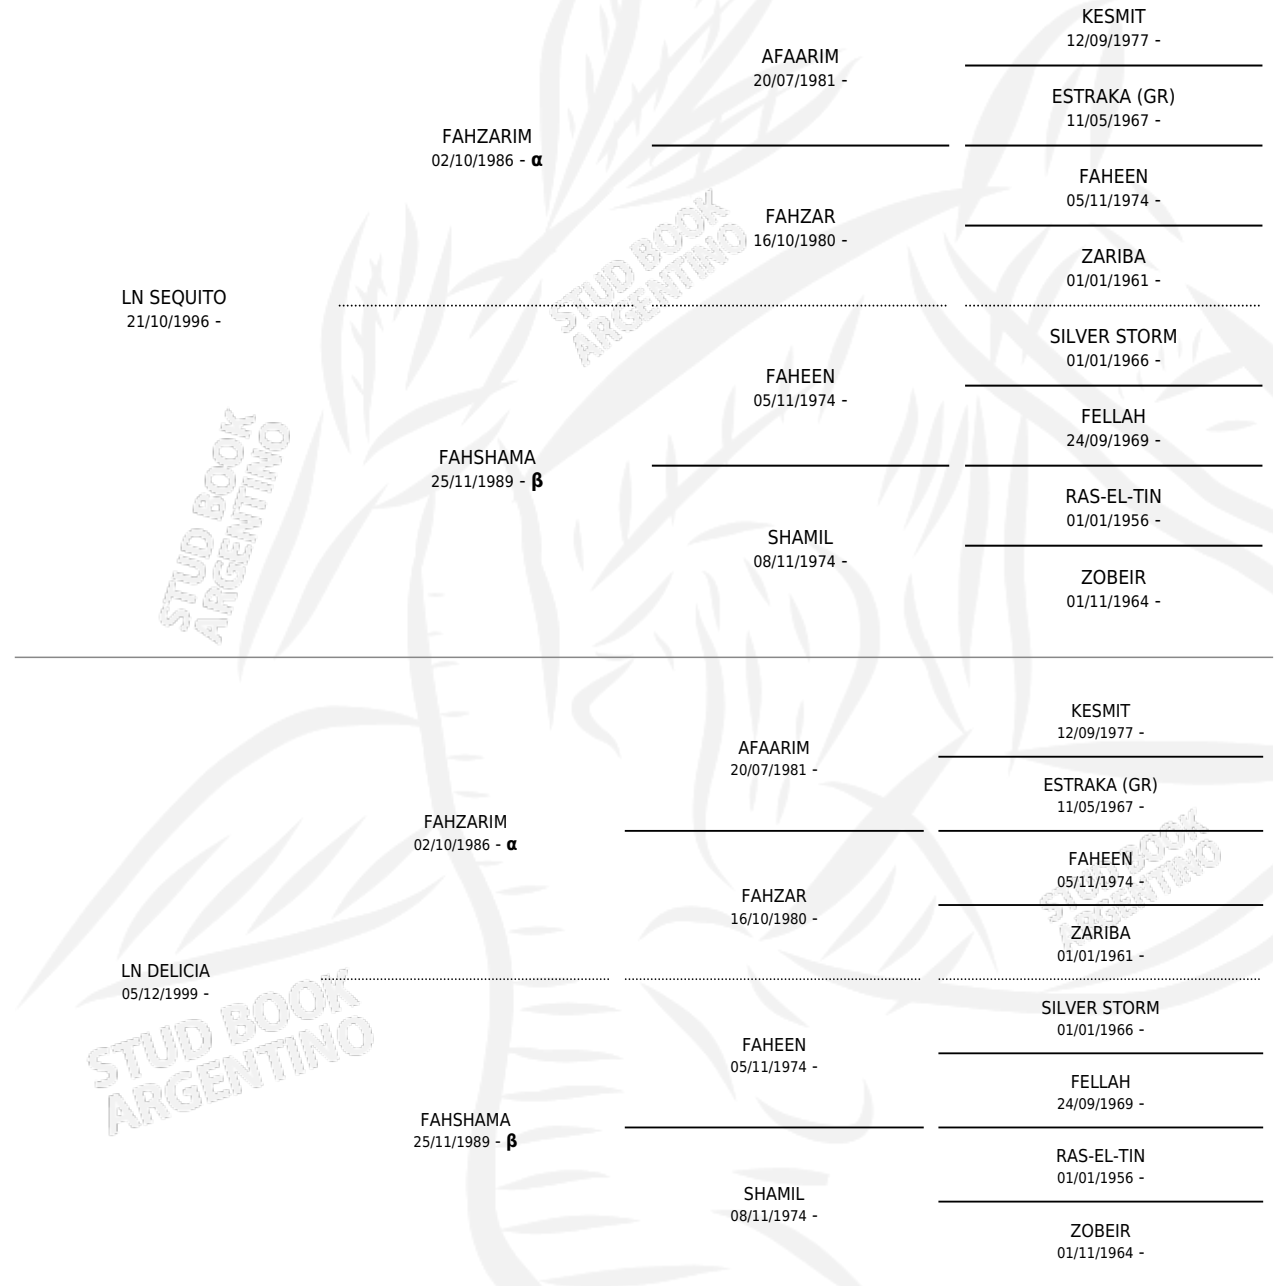 KESMIT
12/09/1977 -
AFAARIM
20/07/1981 -
ESTRAKA (GR)
11/05/1967 -
FAHZARIM
02/10/1986 - α
FAHEEN
05/11/1974 -
FAHZAR
16/10/1980 -
ZARIBA
01/01/1961 -
LN SEQUITO
21/10/1996 -
SILVER STORM
01/01/1966 -
FAHEEN
05/11/1974 -
FELLAH
24/09/1969 -
FAHSHAMA
25/11/1989 - β
RAS-EL-TIN
01/01/1956 -
SHAMIL
08/11/1974 -
ZOBEIR
01/11/1964 -
STUD BOOK
ARGENTINO
STUD BOOK
ARGENTINO
KESMIT
12/09/1977 -
AFAARIM
20/07/1981 -
ESTRAKA (GR)
11/05/1967 -
FAHZARIM
02/10/1986 - α
FAHEEN
05/11/1974 -
FAHZAR
16/10/1980 -
ZARIBA
01/01/1961 -
LN DELICIA
05/12/1999 -
SILVER STORM
01/01/1966 -
FAHEEN
05/11/1974 -
FELLAH
24/09/1969 -
FAHSHAMA
25/11/1989 - β
RAS-EL-TIN
01/01/1956 -
SHAMIL
08/11/1974 -
ZOBEIR
01/11/1964 -
STUD BOOK
ARGENTINO
STUD BOOK
ARGENTINO